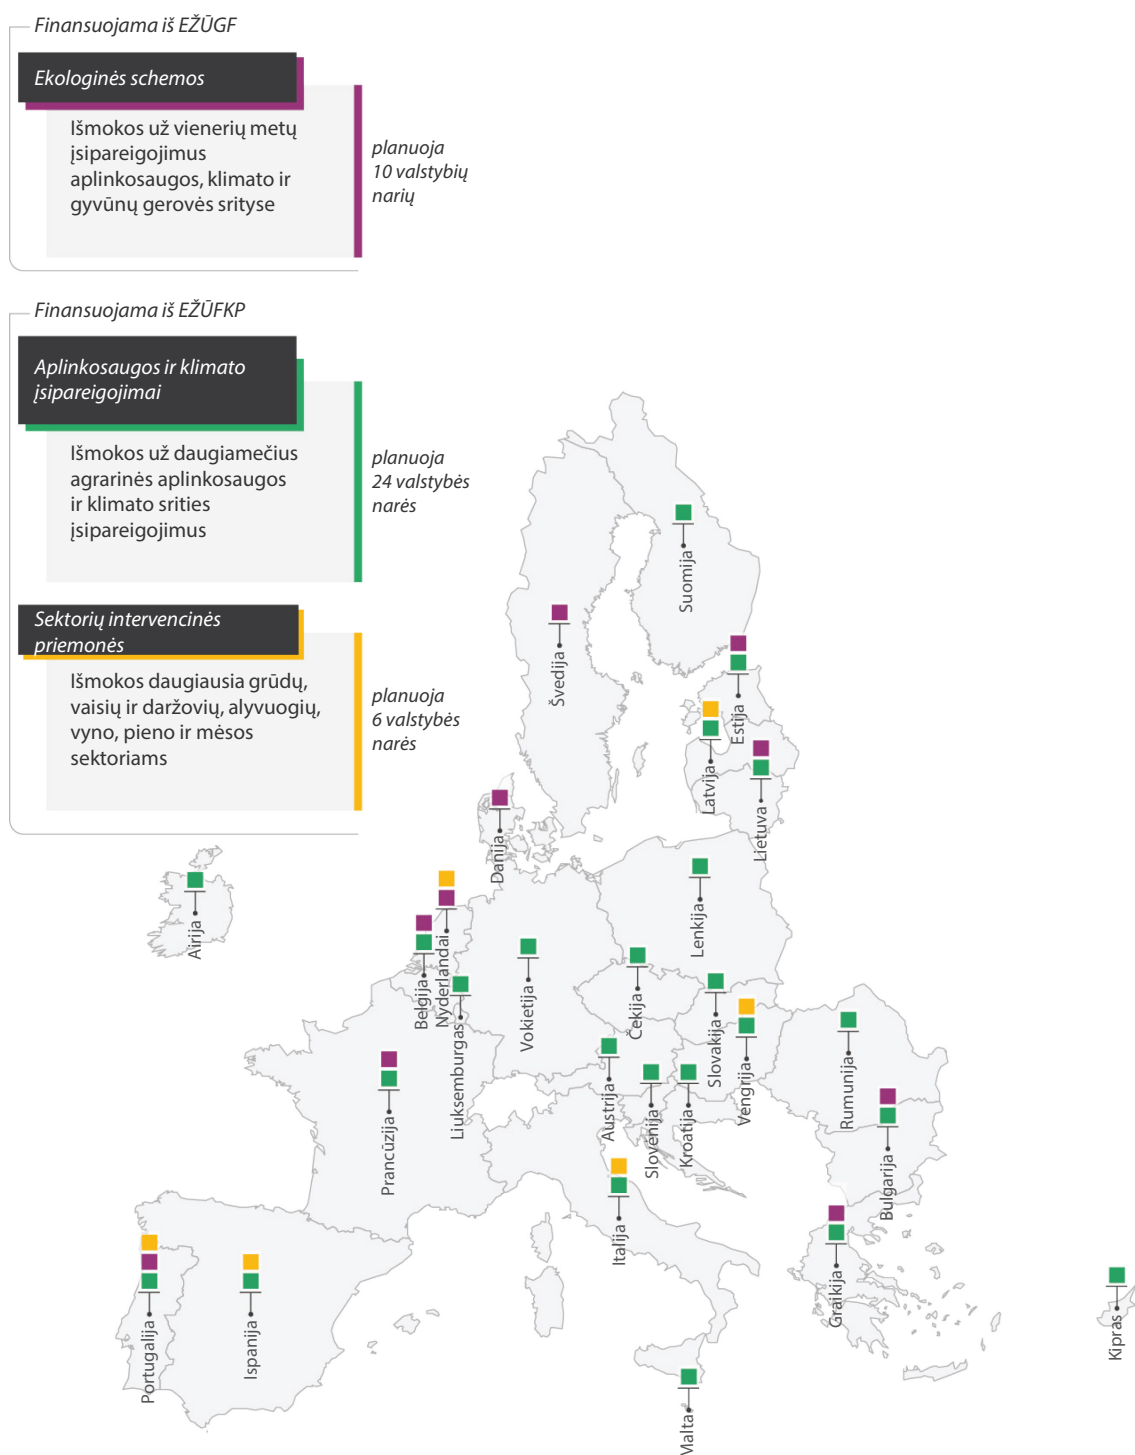 Finansuojama iš EŽŪGF
Ekologinės schemos
Išmokos už vienerių metų
įsipareigojimus
aplinkosaugos, klimato ir
gyvūnų gerovės srityse
planuoja
10 valstybių
narių
Finansuojama iš EŽŪFKP
Aplinkosaugos ir klimato
įsipareigojimai
Išmokos už daugiamečius
agrarinės aplinkosaugos
ir klimato srities
įsipareigojimus
planuoja
24 valstybės
narės
Sektorių intervencinės
priemonės
Išmokos daugiausia grūdų,
vaisių ir daržovių, alyvuogių,
vyno, pieno ir mėsos
sektoriams
planuoja
6 valstybės
narės
Suomija
Švedija
Estija
Latvija
Lietuva
Danija
Airija
Nyderlandai
Belgija
Liuksemburgas
Vokietija
Lenkija
Čekija
Slovakija
Vengrija
Austrija
Slovėnija
Kroatija
Rumunija
Bulgarija
Prancūzija
Italija
Graikija
Portugalija
Ispanija
Malta
Kipras